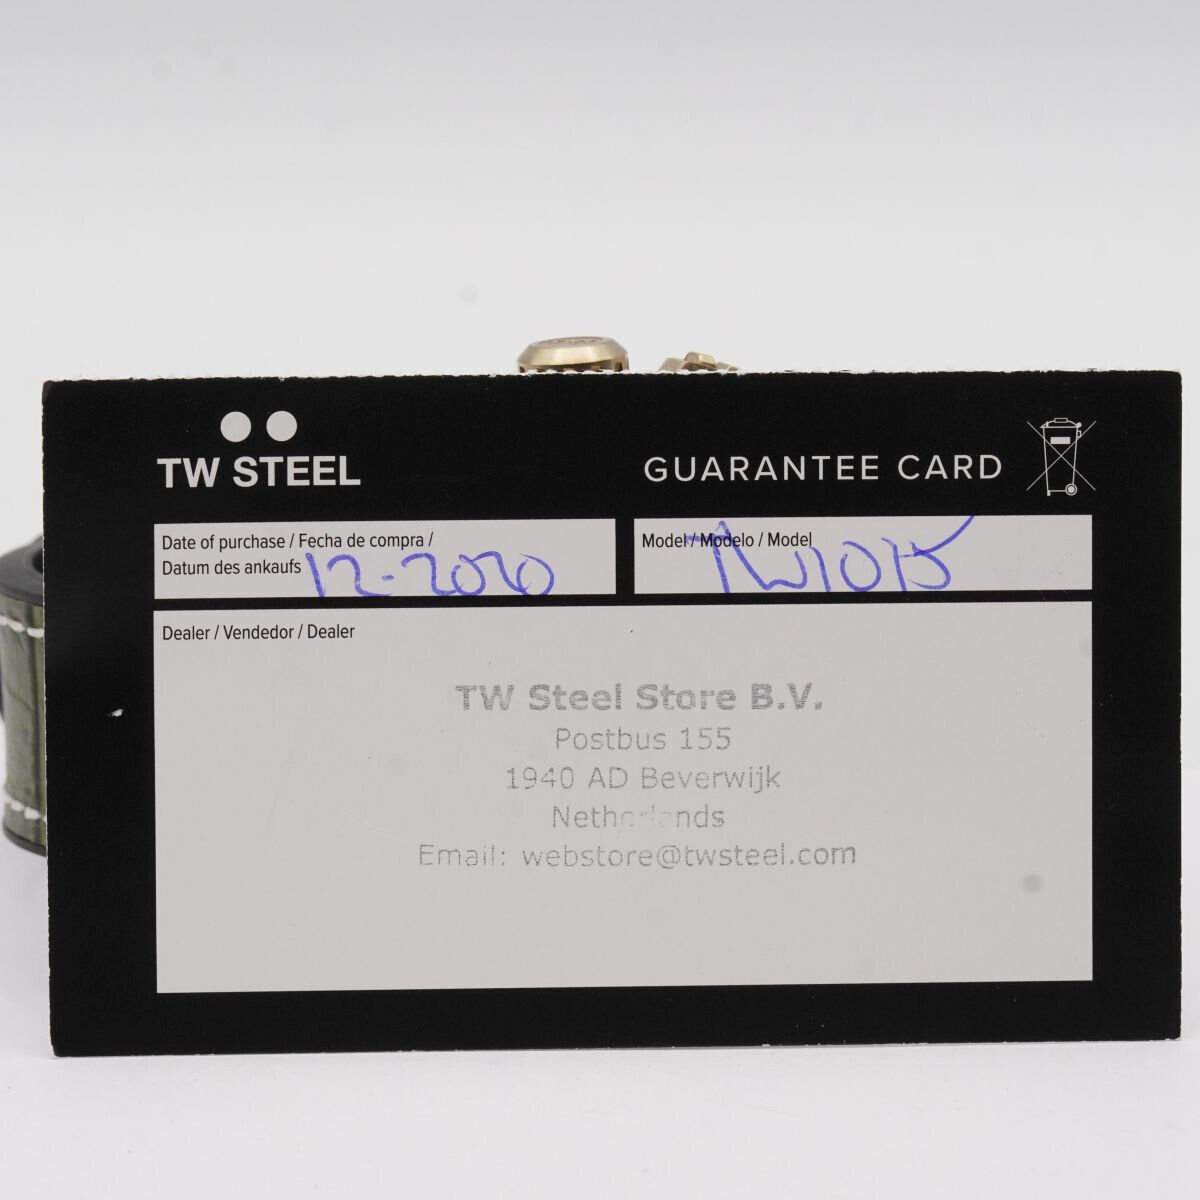 TW STEEL
GUARANTEE CARD
Date of purchase / Fecha de compra /
Datum des ankaufs
12-2020
Model / Modelo / Model
TW1015
Dealer / Vendedor / Dealer
TW Steel Store B.V.
Postbus 155
1940 AD Beverwijk
Netherlands
Email: webstore@twsteel.com